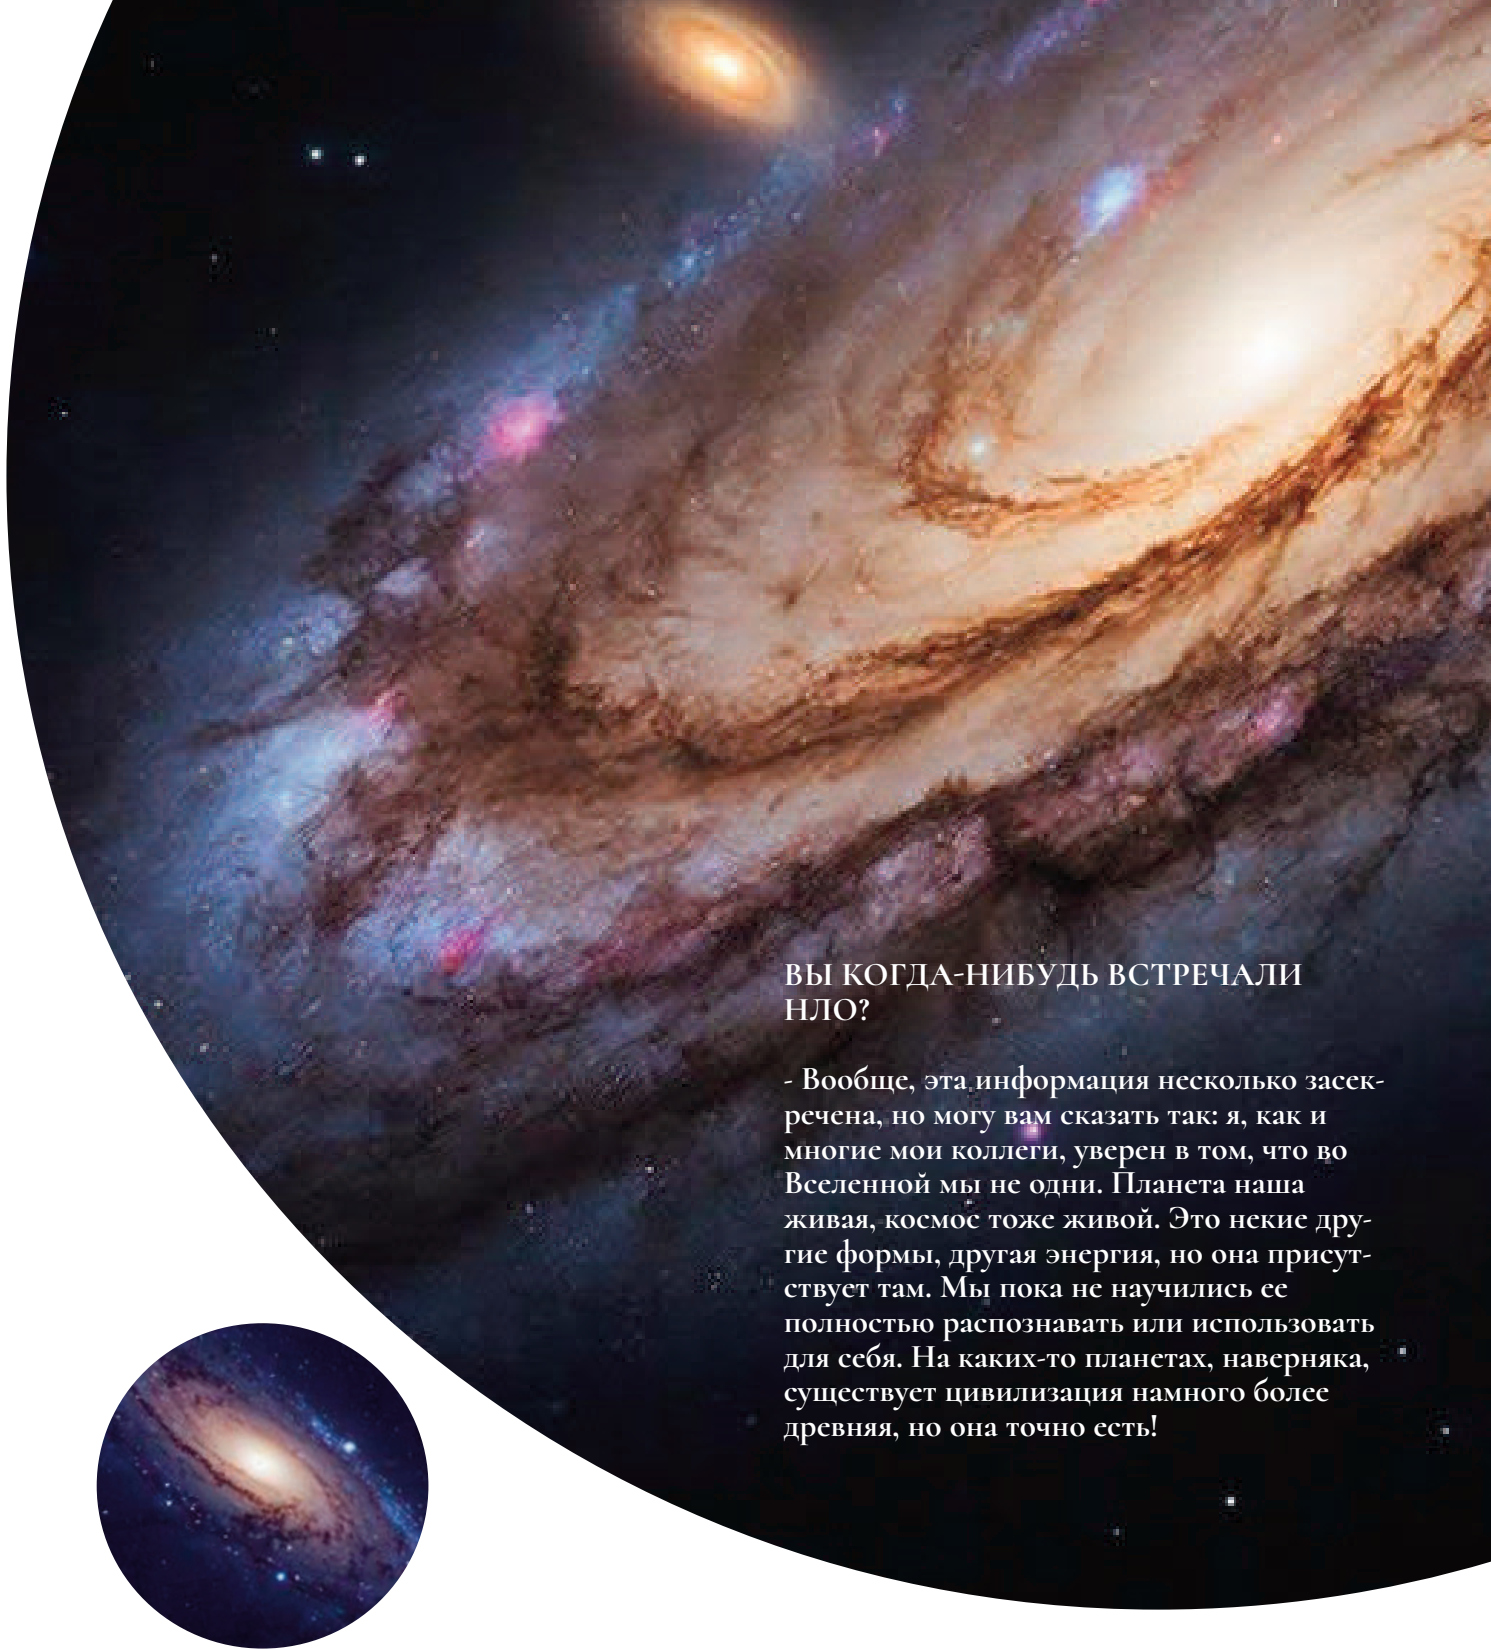 ВЫ КОГДА-НИБУДЬ ВСТРЕЧАЛИ
НЛО?
- Вообще, эта информация несколько засек-
речена, но могу вам сказать так: я, как и
многие мои коллеги, уверен в том, что во
Вселенной мы не одни. Планета наша
живая, космос тоже живой. Это некие дру-
гие формы, другая энергия, но она присут-
ствует там. Мы пока не научились ее
полностью распознавать или использовать
для себя. На каких-то планетах, наверняка,
существует цивилизация намного более
древняя, но она точно есть!